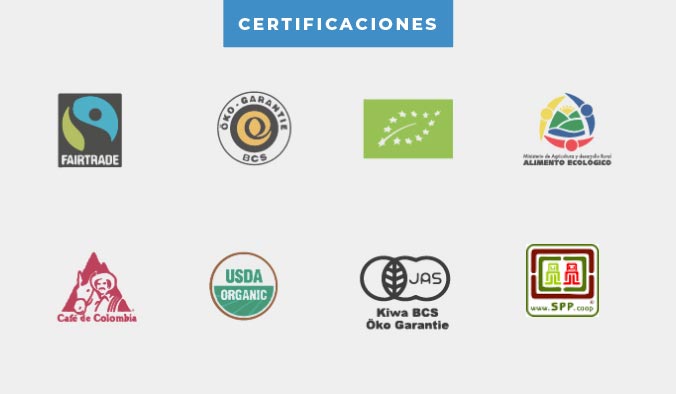 CERTIFICACIONES
FAIRTRADE
ÖKO-GARANTIE
BCS
Ministerio de Agricultura y desarrollo Rural
ALIMENTO ECOLÓGICO
Café de Colombia
USDA
ORGANIC
JAS
Kiwa BCS
Öko Garantie
www.SPP.coop